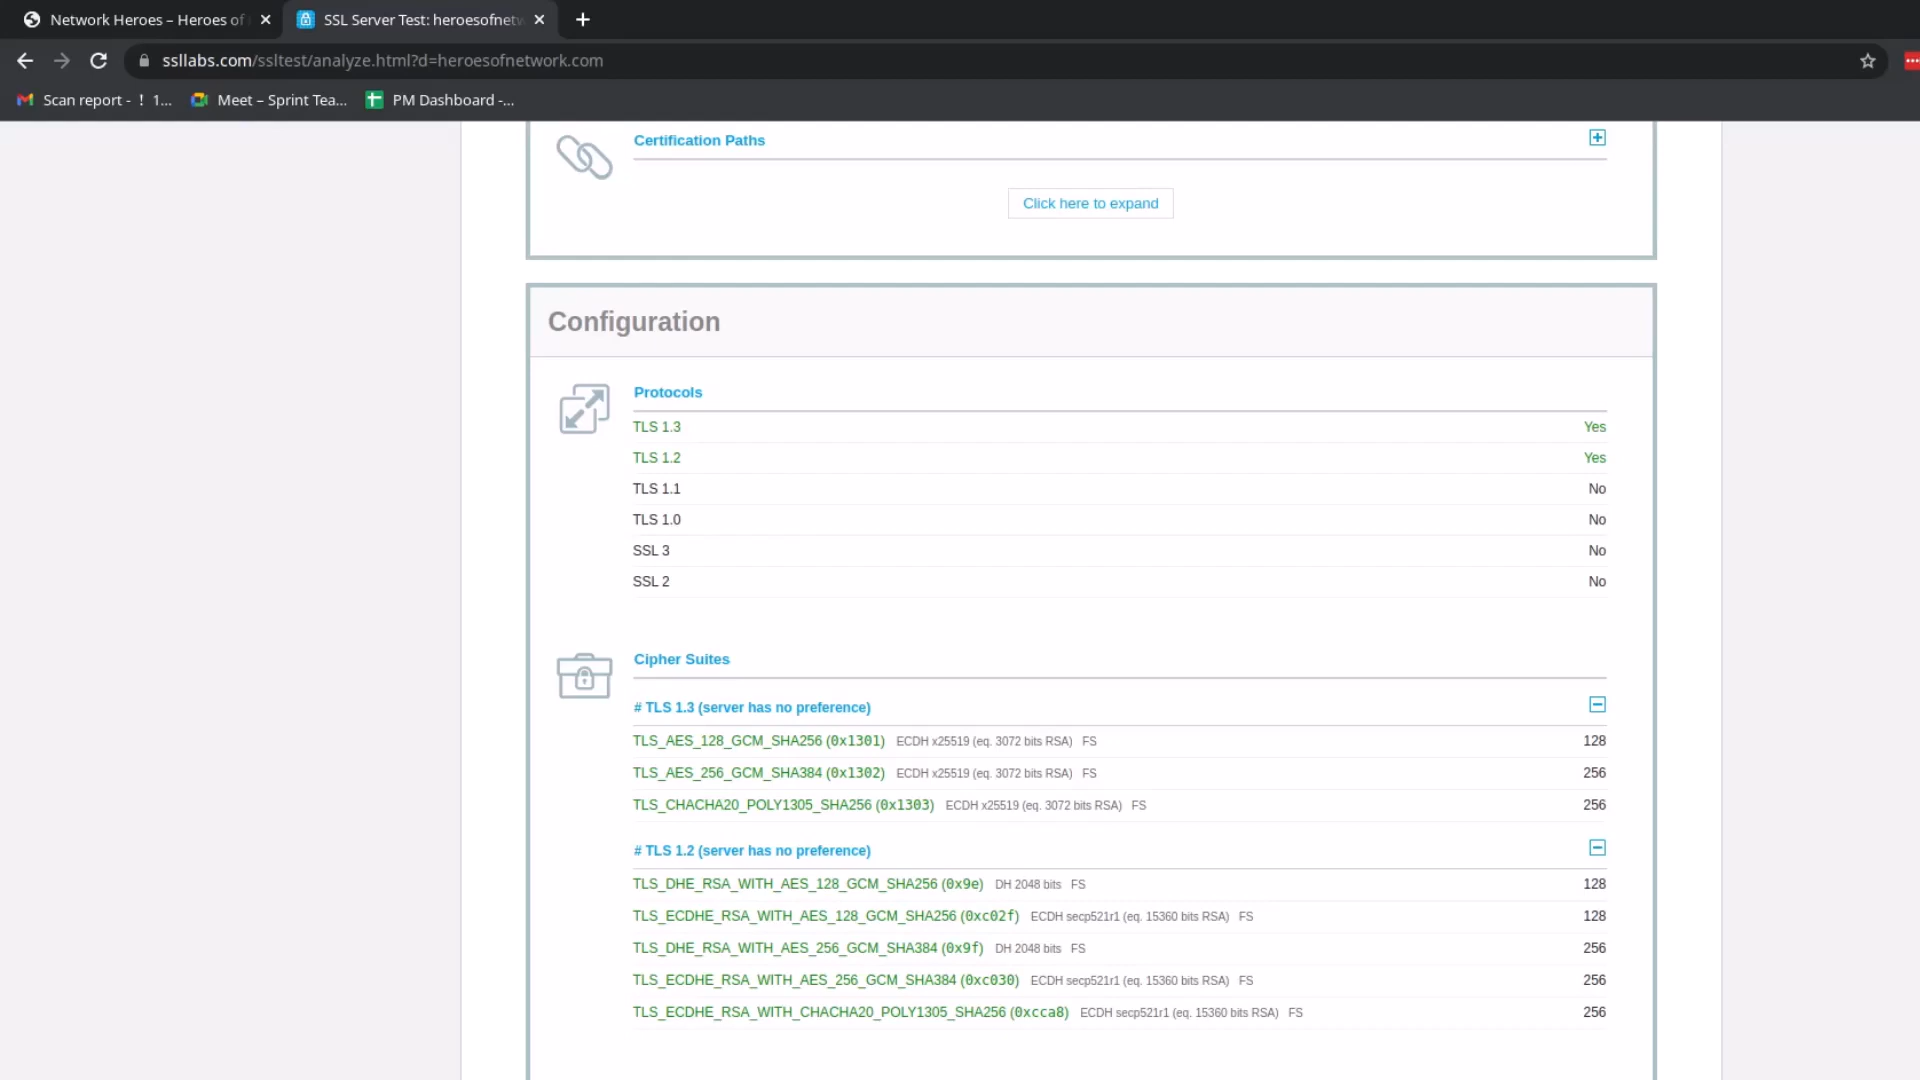 Network Heroes – Heroes of
SSL Server Test: heroesofnetw
ssllabs.com/ssltest/analyze.html?d=heroesofnetwork.com
Scan report - ! 1...
Meet – Sprint Tea...
PM Dashboard -...
Certification Paths
Click here to expand
Configuration
Protocols
TLS 1.3 Yes
TLS 1.2 Yes
TLS 1.1 No
TLS 1.0 No
SSL 3 No
SSL 2 No
Cipher Suites
# TLS 1.3 (server has no preference)
TLS_AES_128_GCM_SHA256 (0x1301) ECDH x25519 (eq. 3072 bits RSA) FS 128
TLS_AES_256_GCM_SHA384 (0x1302) ECDH x25519 (eq. 3072 bits RSA) FS 256
TLS_CHACHA20_POLY1305_SHA256 (0x1303) ECDH x25519 (eq. 3072 bits RSA) FS 256
# TLS 1.2 (server has no preference)
TLS_DHE_RSA_WITH_AES_128_GCM_SHA256 (0x9e) DH 2048 bits FS 128
TLS_ECDHE_RSA_WITH_AES_128_GCM_SHA256 (0xc02f) ECDH secp521r1 (eq. 15360 bits RSA) FS 128
TLS_DHE_RSA_WITH_AES_256_GCM_SHA384 (0x9f) DH 2048 bits FS 256
TLS_ECDHE_RSA_WITH_AES_256_GCM_SHA384 (0xc030) ECDH secp521r1 (eq. 15360 bits RSA) FS 256
TLS_ECDHE_RSA_WITH_CHACHA20_POLY1305_SHA256 (0xcca8) ECDH secp521r1 (eq. 15360 bits RSA) FS 256